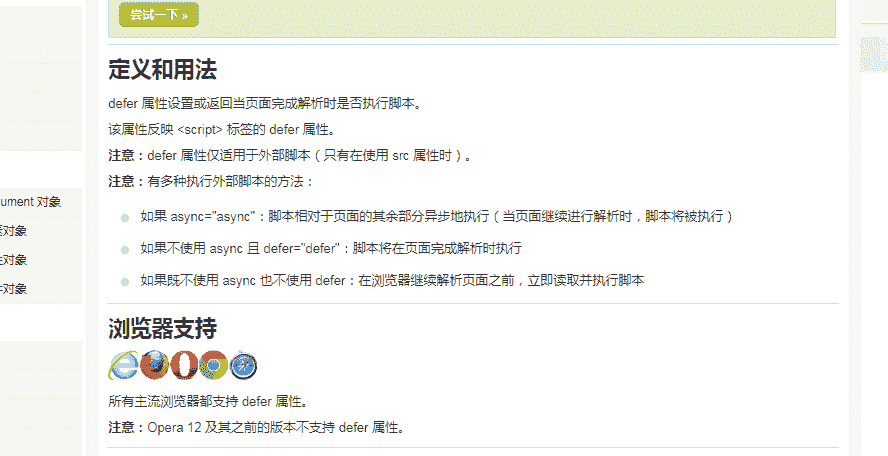 尝试一下 »
定义和用法
defer 属性设置或返回当页面完成解析时是否执行脚本。
该属性反映 <script> 标签的 defer 属性。
注意：defer 属性仅适用于外部脚本（只有在使用 src 属性时）。
注意：有多种执行外部脚本的方法：
ument 对象
如果 async="async"：脚本相对于页面的其余部分异步地执行（当页面继续进行解析时，脚本将被执行）
对象
如果不使用 async 且 defer="defer"：脚本将在页面完成解析时执行
对象
如果既不使用 async 也不使用 defer：在浏览器继续解析页面之前，立即读取并执行脚本
对象
浏览器支持
所有主流浏览器都支持 defer 属性。
注意：Opera 12 及其之前的版本不支持 defer 属性。